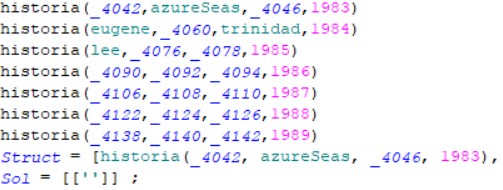 historia(_4042,azureSeas,_4046,1983)
historia(eugene,_4060,trinidad,1984)
historia(lee,_4076,_4078,1985)
historia(_4090,_4092,_4094,1986)
historia(_4106,_4108,_4110,1987)
historia(_4122,_4124,_4126,1988)
historia(_4138,_4140,_4142,1989)
Struct = [historia(_4042, azureSeas, _4046, 1983),
Sol = [['']] ;